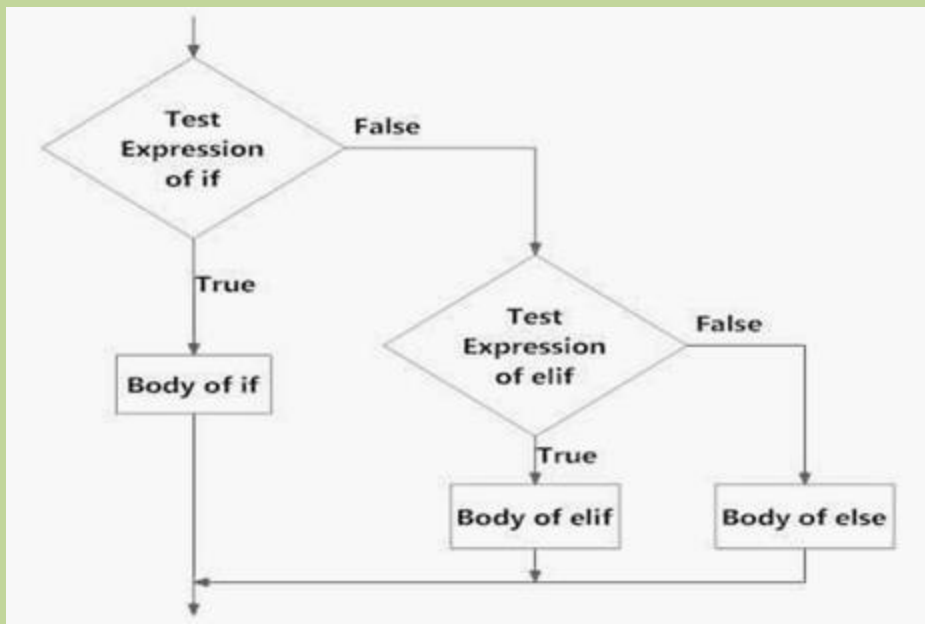 Test
Expression
of if
False
True
Body of if
Test
Expression
of elif
False
True
Body of elif
Body of else